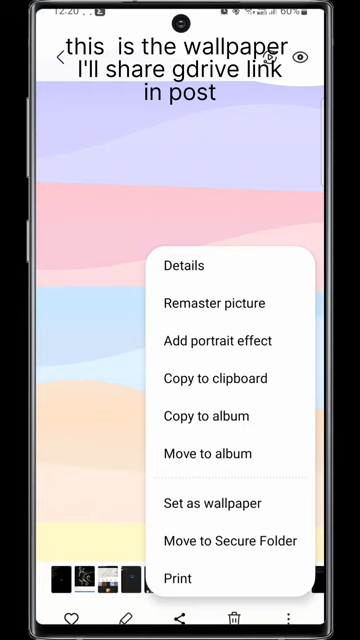 12:20
60%
this is the wallpaper
I'll share gdrive link
in post
Details
Remaster picture
Add portrait effect
Copy to clipboard
Copy to album
Move to album
Set as wallpaper
Move to Secure Folder
Print